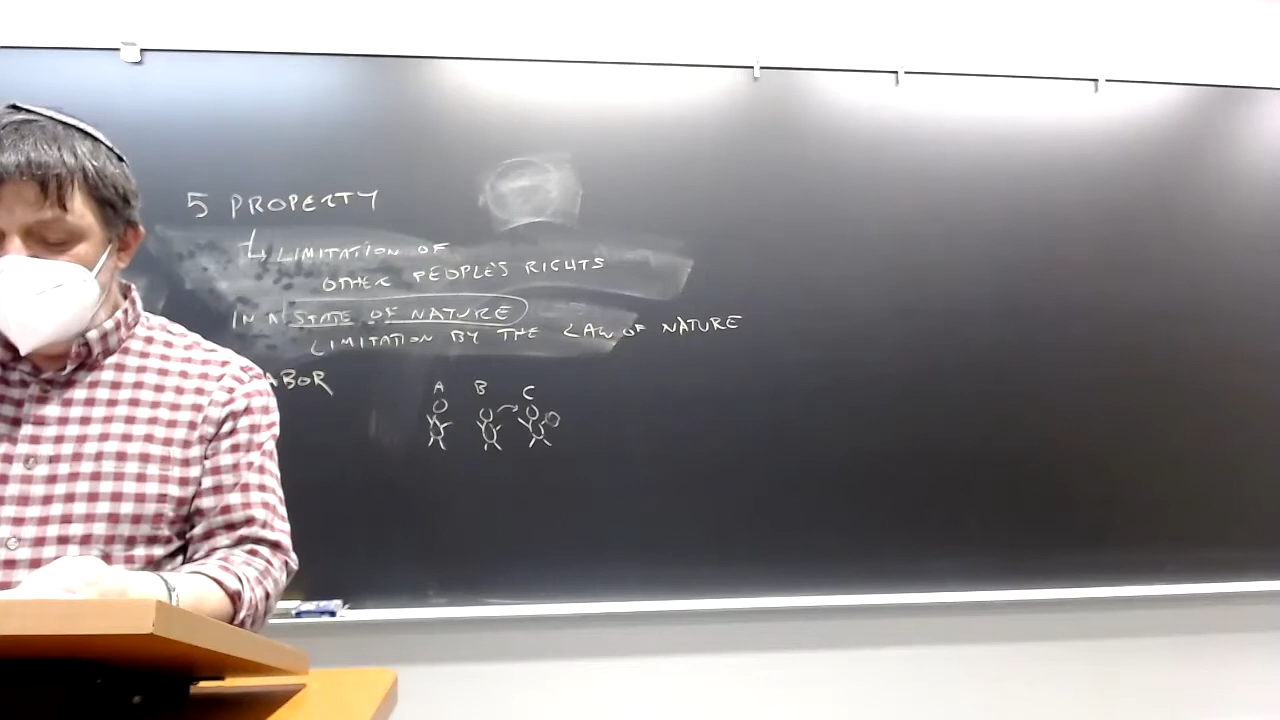 5 PROPERTY
LIMITATION OF
OTHER PEOPLE'S RIGHTS
IN A STATE OF NATURE
LIMITATION BY THE LAW OF NATURE
ABOR
A B C